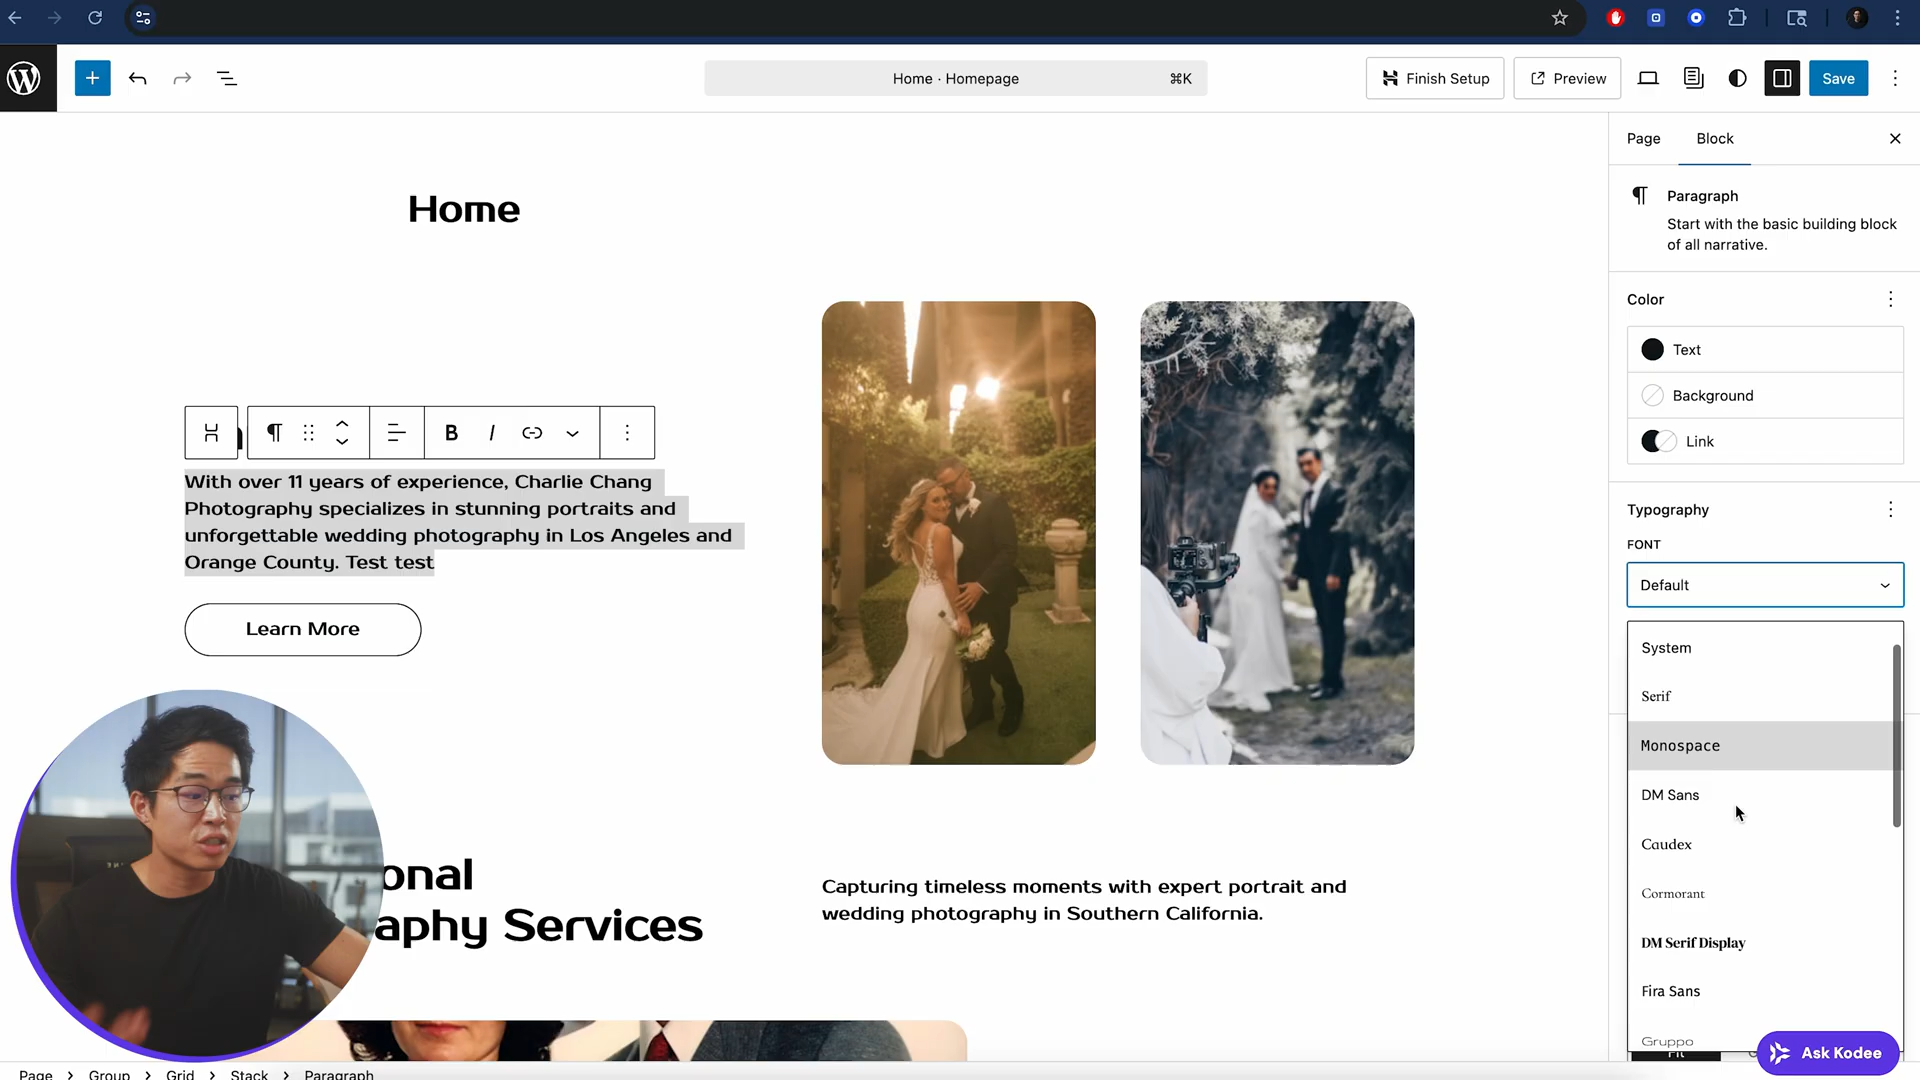 Home · Homepage
⌘K
Finish Setup
Preview
Save
Page
Block
Paragraph
Start with the basic building block
of all narrative.
Color
Text
Background
Link
Typography
FONT
Default
System
Serif
Monospace
DM Sans
Caudex
Cormorant
DM Serif Display
Fira Sans
Gruppo
Fit
Ask Kodee
Home
B
I
With over 11 years of experience, Charlie Chang
Photography specializes in stunning portraits and
unforgettable wedding photography in Los Angeles and
Orange County. Test test
Learn More
onal
aphy Services
Capturing timeless moments with expert portrait and
wedding photography in Southern California.
Page > Group > Grid > Stack > Paragraph